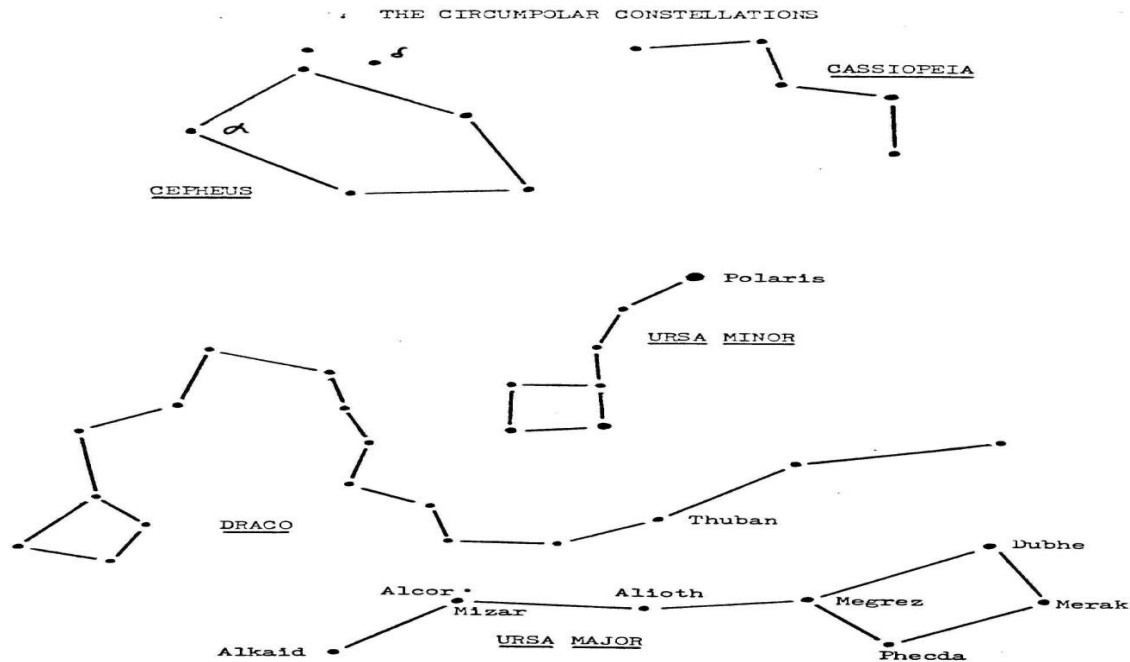 THE CIRCUMPOLAR CONSTELLATIONS
δ
CASSIOPEIA
α
CEPHEUS
Polaris
URSA MINOR
DRACO
Thuban
Dubhe
Alcor
Alioth
Mizar
Megrez
Merak
URSA MAJOR
Alkaid
Phecda